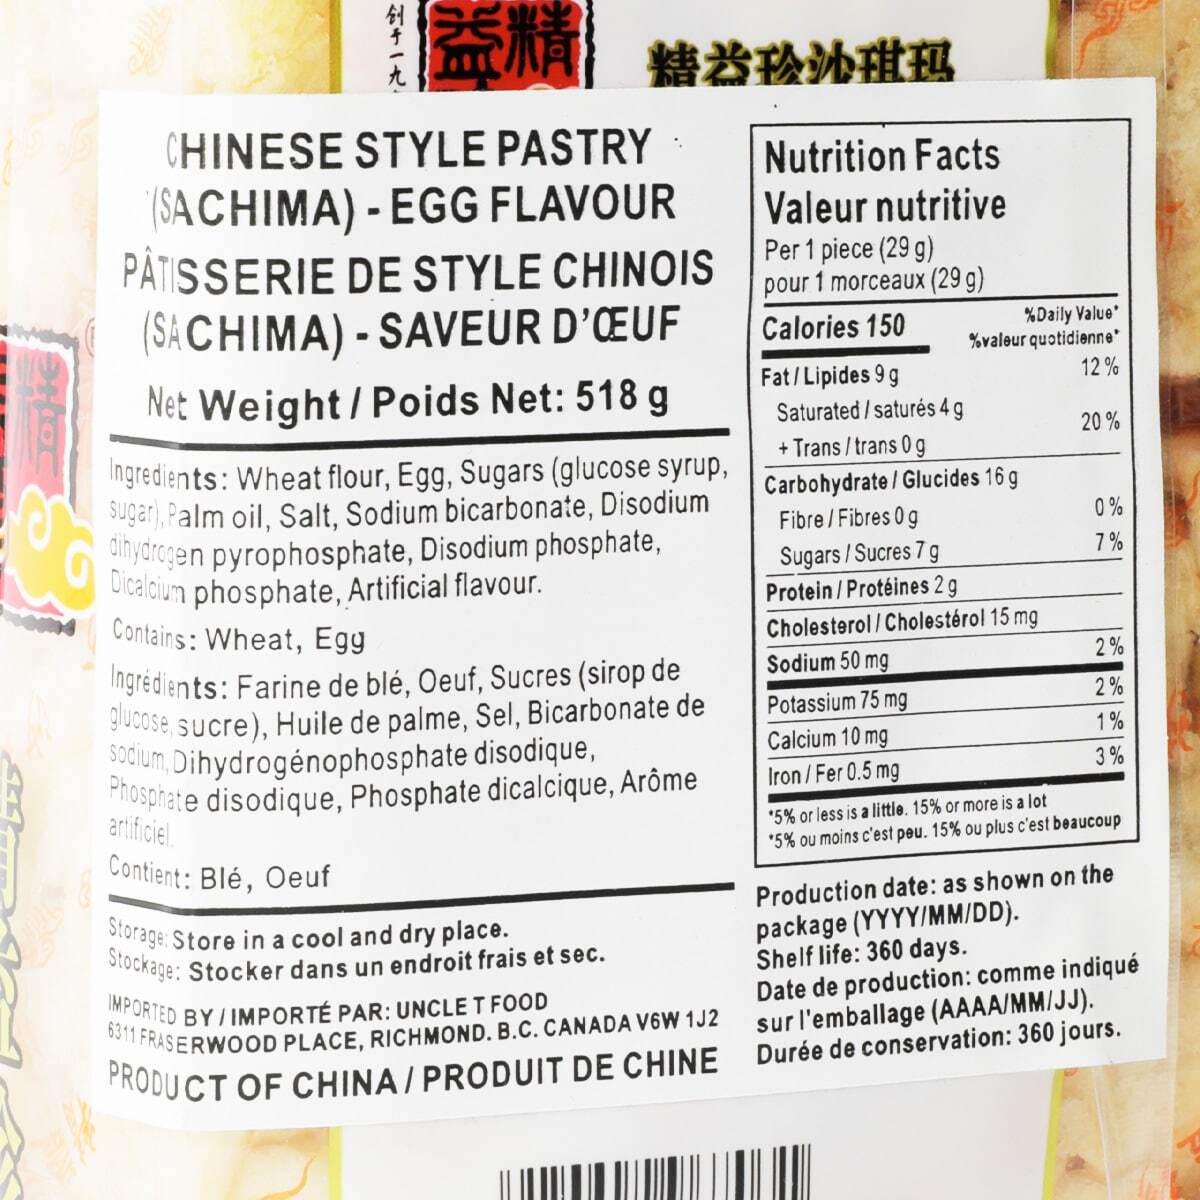 创于一九
精益
精益珍沙琪玛
精
CHINESE STYLE PASTRY
(SACHIMA) - EGG FLAVOUR
PÂTISSERIE DE STYLE CHINOIS
(SACHIMA) - SAVEUR D'ŒUF
Net Weight / Poids Net: 518 g
Ingredients: Wheat flour, Egg, Sugars (glucose syrup,
sugar), Palm oil, Salt, Sodium bicarbonate, Disodium
dihydrogen pyrophosphate, Disodium phosphate,
Dicalcium phosphate, Artificial flavour.
Contains: Wheat, Egg
Ingrédients: Farine de blé, Oeuf, Sucres (sirop de
glucose, sucre), Huile de palme, Sel, Bicarbonate de
sodium, Dihydrogénophosphate disodique,
Phosphate disodique, Phosphate dicalcique, Arôme
artificiel.
Contient: Blé, Oeuf
Storage: Store in a cool and dry place.
Stockage: Stocker dans un endroit frais et sec.
IMPORTED BY / IMPORTÉ PAR: UNCLE T FOOD
6311 FRASERWOOD PLACE, RICHMOND. B.C. CANADA V6W 1J2
PRODUCT OF CHINA / PRODUIT DE CHINE
Nutrition Facts
Valeur nutritive
Per 1 piece (29 g)
pour 1 morceaux (29 g)
Calories 150
%Daily Value*
%valeur quotidienne*
Fat / Lipides 9 g 12 %
Saturated / saturés 4 g
+ Trans / trans 0 g 20 %
Carbohydrate / Glucides 16 g
Fibre / Fibres 0 g 0 %
Sugars / Sucres 7 g 7 %
Protein / Protéines 2 g
Cholesterol / Cholestérol 15 mg
Sodium 50 mg 2 %
Potassium 75 mg 2 %
Calcium 10 mg 1 %
Iron / Fer 0.5 mg 3 %
*5% or less is a little. 15% or more is a lot
*5% ou moins c'est peu. 15% ou plus c'est beaucoup
Production date: as shown on the
package (YYYY/MM/DD).
Shelf life: 360 days.
Date de production: comme indiqué
sur l'emballage (AAAA/MM/JJ).
Durée de conservation: 360 jours.